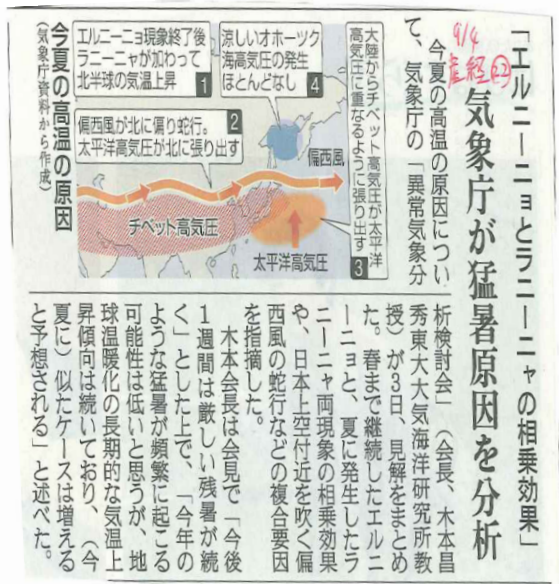 9/4
産経
「エルニーニョとラニーニャの相乗効果」
気象庁が猛暑原因を分析
今夏の高温の原因につい
て、気象庁の「異常気象分
析検討会」（会長、木本昌
秀東大大気海洋研究所教
授）が3日、見解をまとめ
た。春まで継続したエルニ
ーニョと、夏に発生したラ
ニーニャ両現象の相乗効果
や、日本上空付近を吹く偏
西風の蛇行などの複合要因
を指摘した。
木本会長は会見で「今後
1週間は厳しい残暑が続
く」とした上で、「今年の
ような猛暑が頻繁に起こる
可能性は低いと思うが、地
球温暖化の長期的な気温上
昇傾向は続いており、（今
夏に）似たケースは増える
と予想される」と述べた。
今夏の高温の原因
（気象庁資料から作成）
エルニーニョ現象終了後
ラニーニャが加わって
北半球の気温上昇
1
偏西風が北に偏り蛇行。
太平洋高気圧が北に張り出す
2
大陸からチベット高気圧が太平洋
高気圧に重なるように張り出す
3
涼しいオホーツク
海高気圧の発生
ほとんどなし
4
偏西風
チベット高気圧
太平洋高気圧